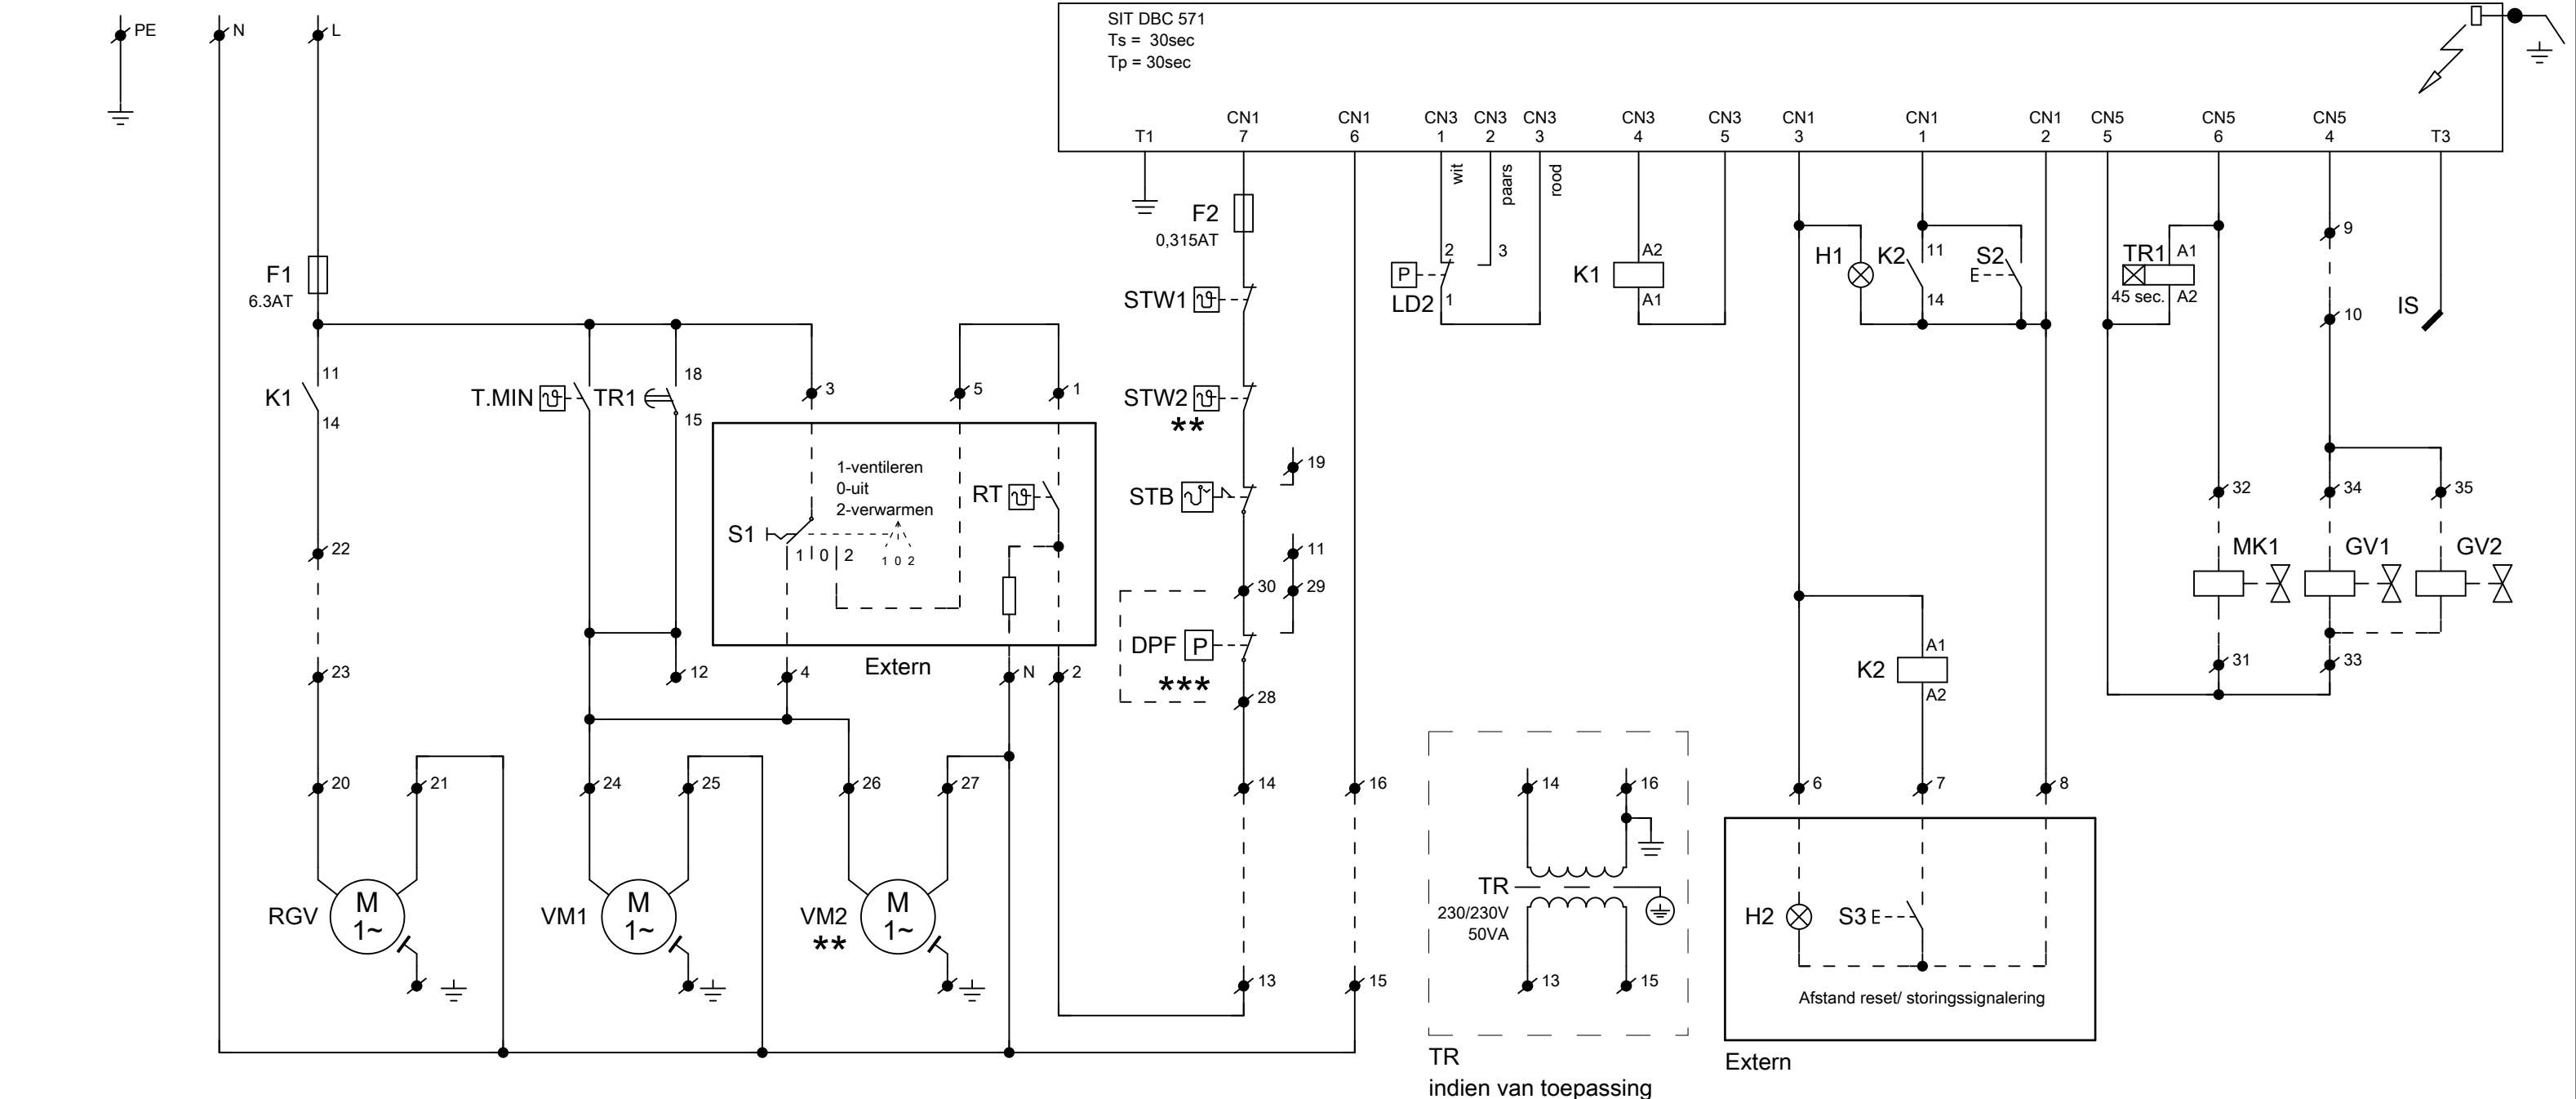 SIT DBC 571
Ts = 30sec
Tp = 30sec
PE N L
T1
CN1 7
CN1 6
CN3 1
CN3 2
CN3 3
CN3 4
CN3 5
CN1 3
CN1 1
CN1 2
CN5 5
CN5 6
CN5 4
T3
wit
paars
rood
F1
6.3AT
K1
11
14
22
23
20
21
T.MIN
TR1
18
15
12
24
25
26
27
3
5
1
1-ventileren
0-uit
2-verwarmen
S1
1 0 2
1 0 2
RT
Extern
4
N
2
RGV
M
1~
VM1
M
1~
VM2
**
M
1~
F2
0,315AT
STW1
STW2
**
STB
19
11
30
29
DPF
P
***
28
14
16
13
15
P
LD2
2
3
1
K1
A2
A1
H1
K2
11
14
S2
E
K2
A1
A2
6
7
8
TR1
45 sec.
A1
A2
9
10
IS
32
34
35
MK1
GV1
GV2
31
33
14
16
TR
230/230V
50VA
13
15
TR
indien van toepassing
H2
S3
E
Afstand reset/ storingssignalering
Extern